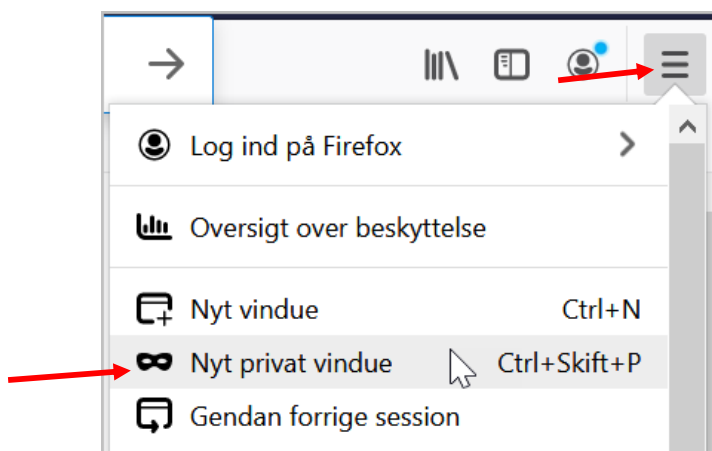 Log ind på Firefox
Oversigt over beskyttelse
Nyt vindue Ctrl+N
Nyt privat vindue Ctrl+Skift+P
Gendan forrige session